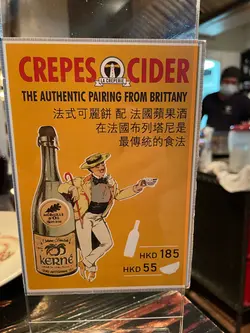 CREPES CIDER
LA CRÊPERIE
THE AUTHENTIC PAIRING FROM BRITTANY
法式可麗餅 配 法國蘋果酒
在法國布列塔尼是
最傳統的食法
KERNÉ
HKD 185
HKD 55